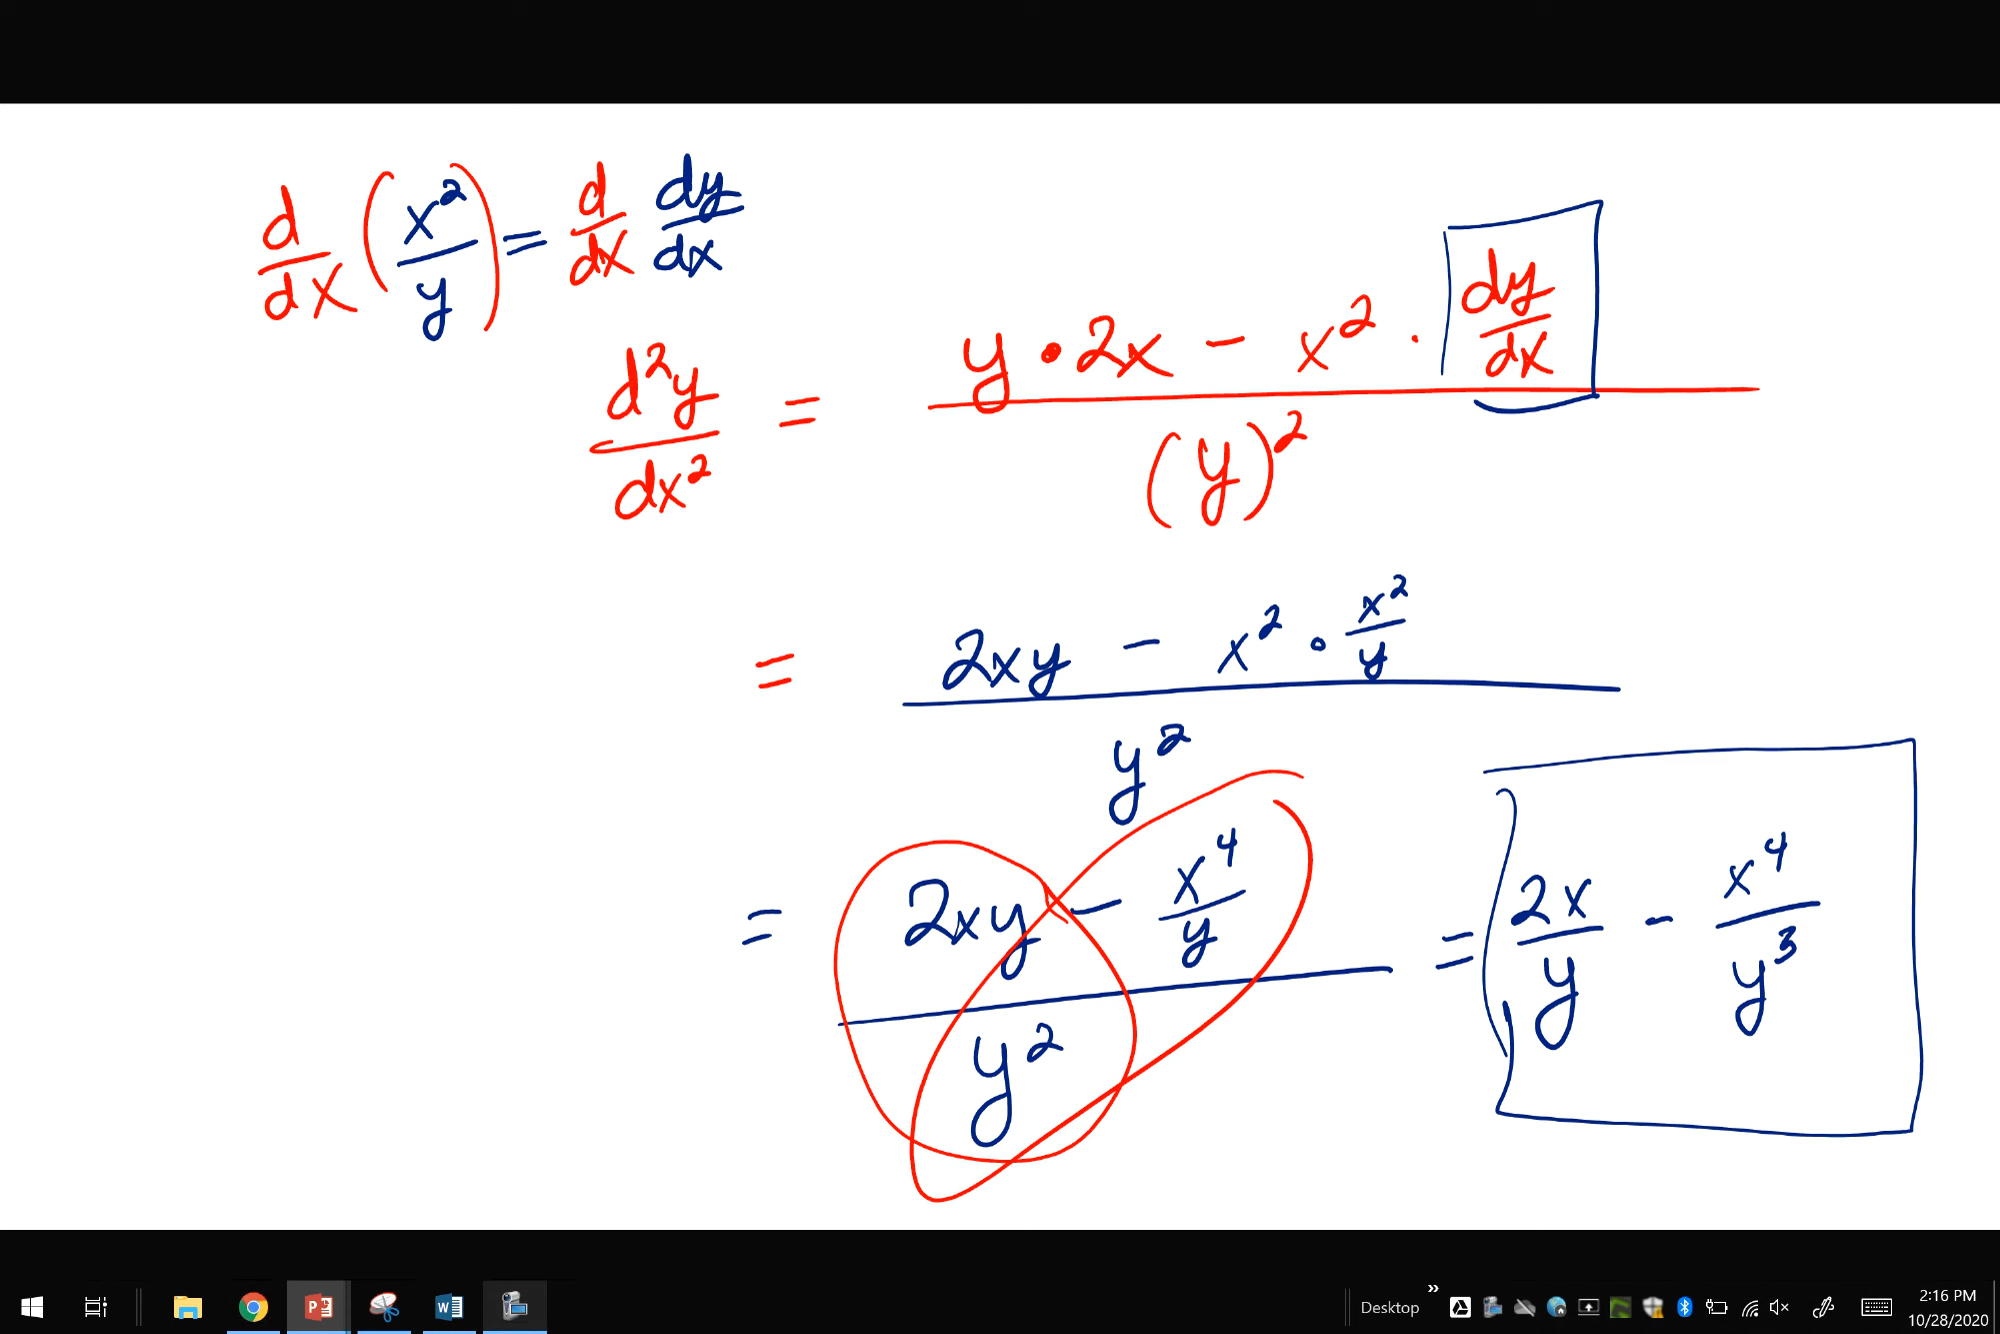 d/dx (x²/y) = d/dx dy/dx
d²y/dx² = (y · 2x − x² · dy/dx)/(y)²
= (2xy − x² · x²/y)/y²
= (2xy − x⁴/y)/y² = 2x/y − x⁴/y³
Desktop
2:16 PM
10/28/2020